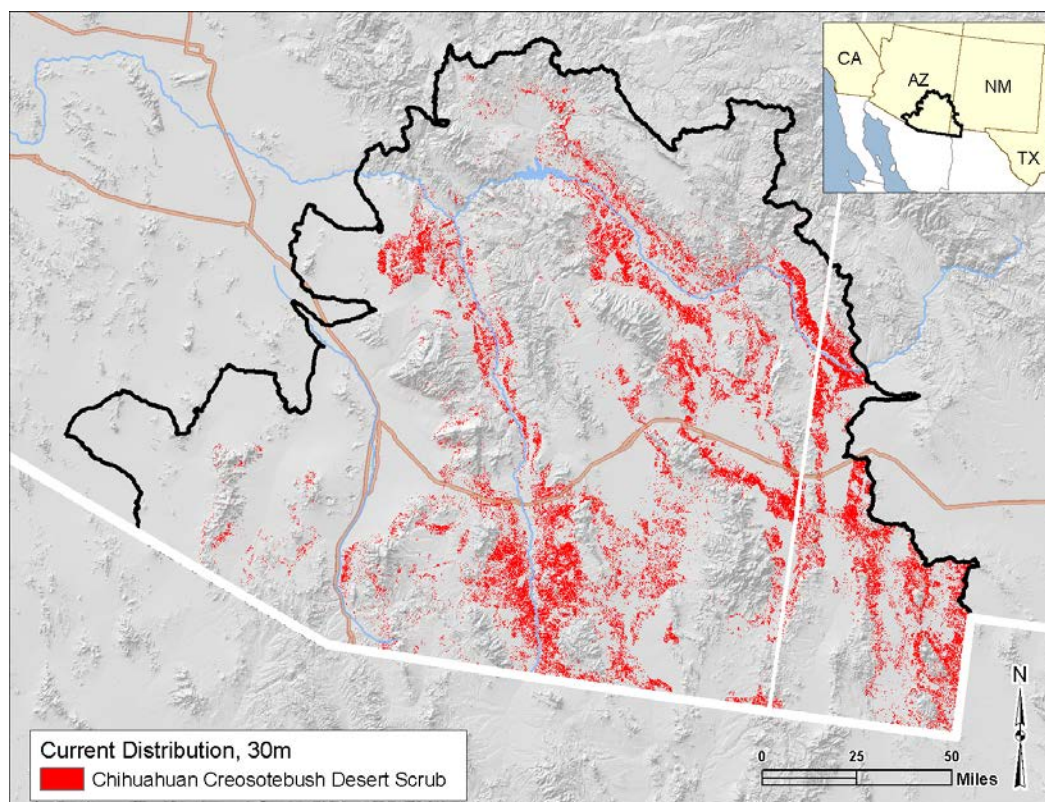 CA
AZ
NM
TX
Current Distribution, 30m
Chihuahuan Creosotebush Desert Scrub
N
0 25 50
Miles